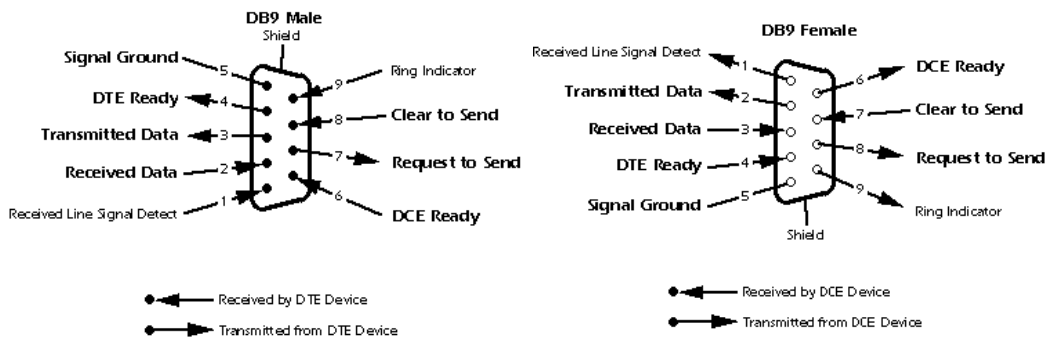 DB9 Male
Shield
Signal Ground
5
9
Ring Indicator
DTE Ready
4
8
Clear to Send
Transmitted Data
3
7
Request to Send
Received Data
2
6
DCE Ready
Received Line Signal Detect
1
Received by DTE Device
Transmitted from DTE Device
DB9 Female
Received Line Signal Detect
1
6
DCE Ready
Transmitted Data
2
7
Clear to Send
Received Data
3
8
Request to Send
DTE Ready
4
9
Ring Indicator
Signal Ground
5
Shield
Received by DCE Device
Transmitted from DCE Device